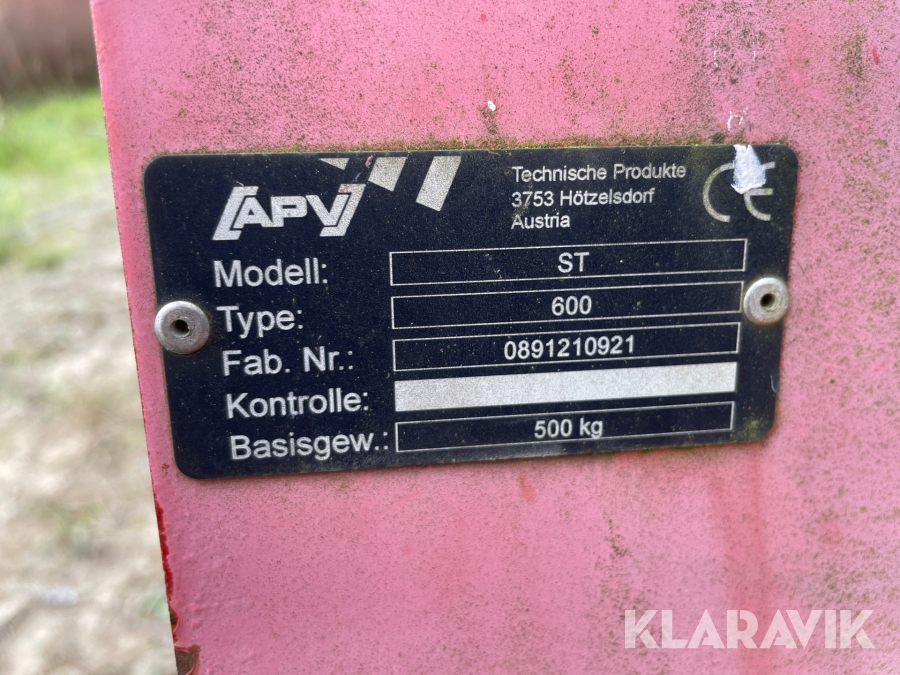 APV
Technische Produkte
3753 Hötzelsdorf
Austria
CE
Modell: ST
Type: 600
Fab. Nr.: 0891210921
Kontrolle:
Basisgew.: 500 kg
KLARAVIK